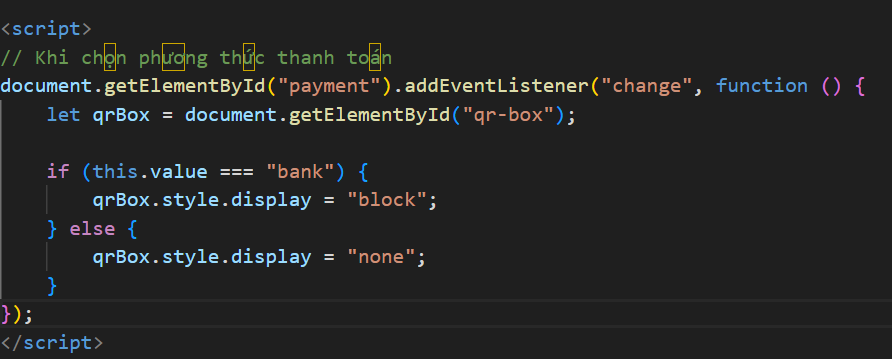 <script>
// Khi chọn phương thức thanh toán
document.getElementById("payment").addEventListener("change", function () {
    let qrBox = document.getElementById("qr-box");

    if (this.value === "bank") {
        qrBox.style.display = "block";
    } else {
        qrBox.style.display = "none";
    }
});
</script>